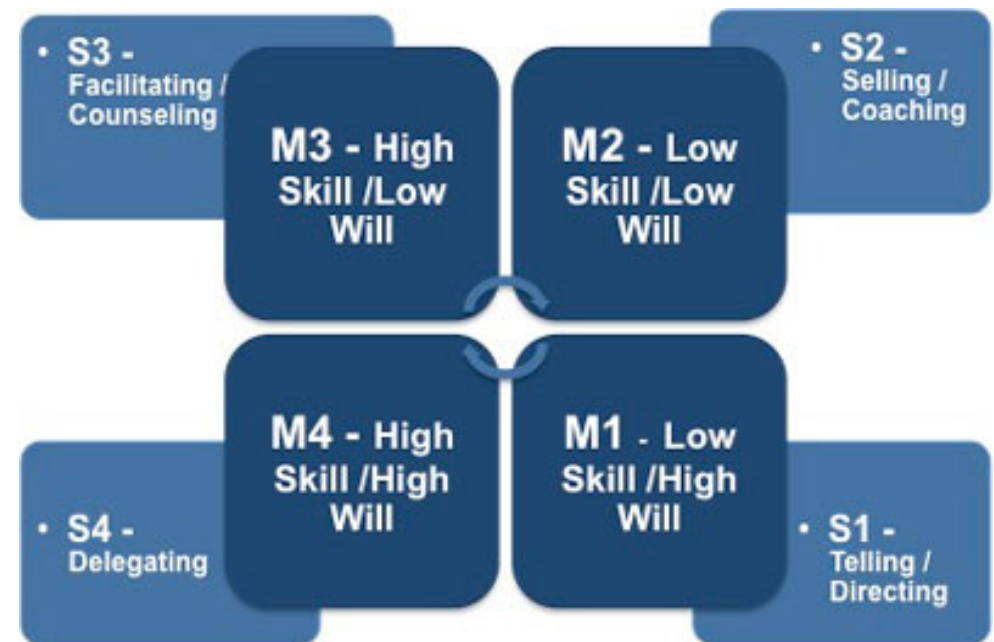 • S3 -
Facilitating /
Counseling
M3 - High
Skill /Low
Will
M2 - Low
Skill /Low
Will
• S2 -
Selling /
Coaching
• S4 -
Delegating
M4 - High
Skill /High
Will
M1 - Low
Skill /High
Will
• S1 -
Telling /
Directing